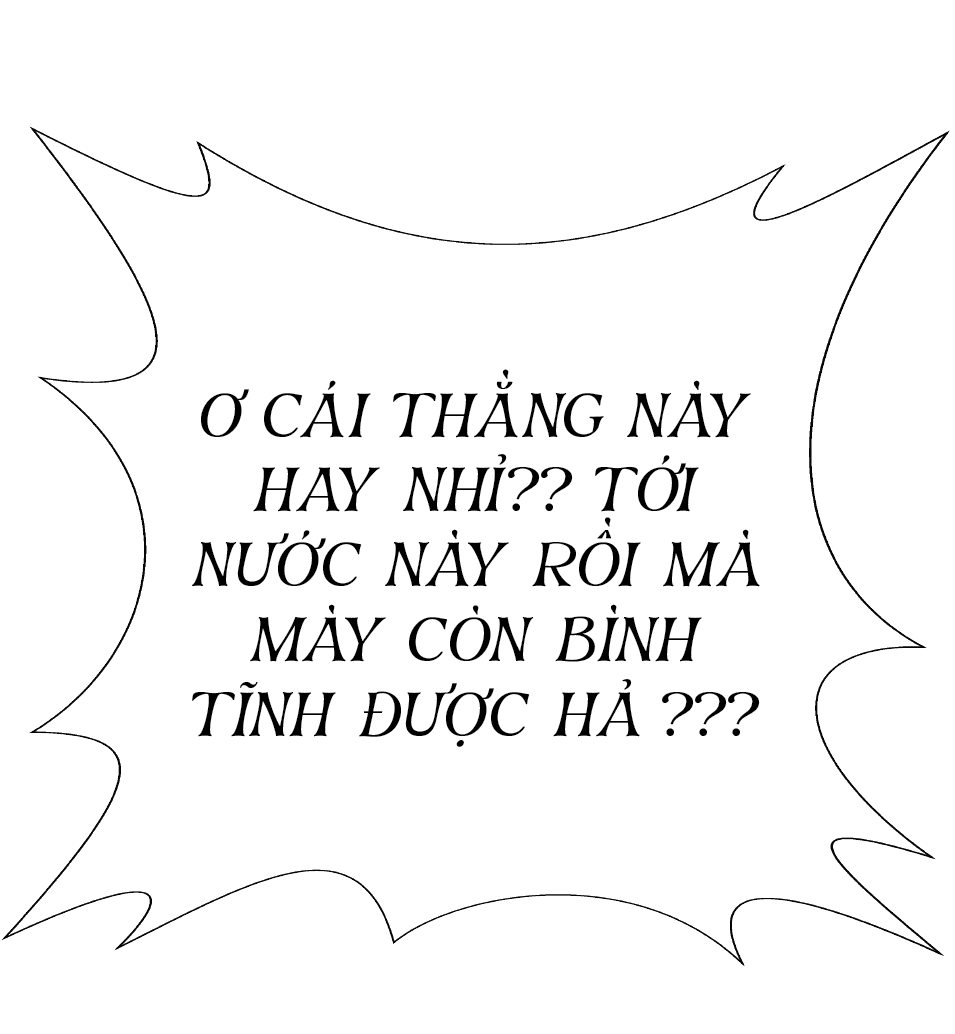 Ơ CÁI THẰNG NÀY
HAY NHỈ?? TỚI
NƯỚC NÀY RỒI MÀ
MÀY CÒN BÌNH
TĨNH ĐƯỢC HẢ ???